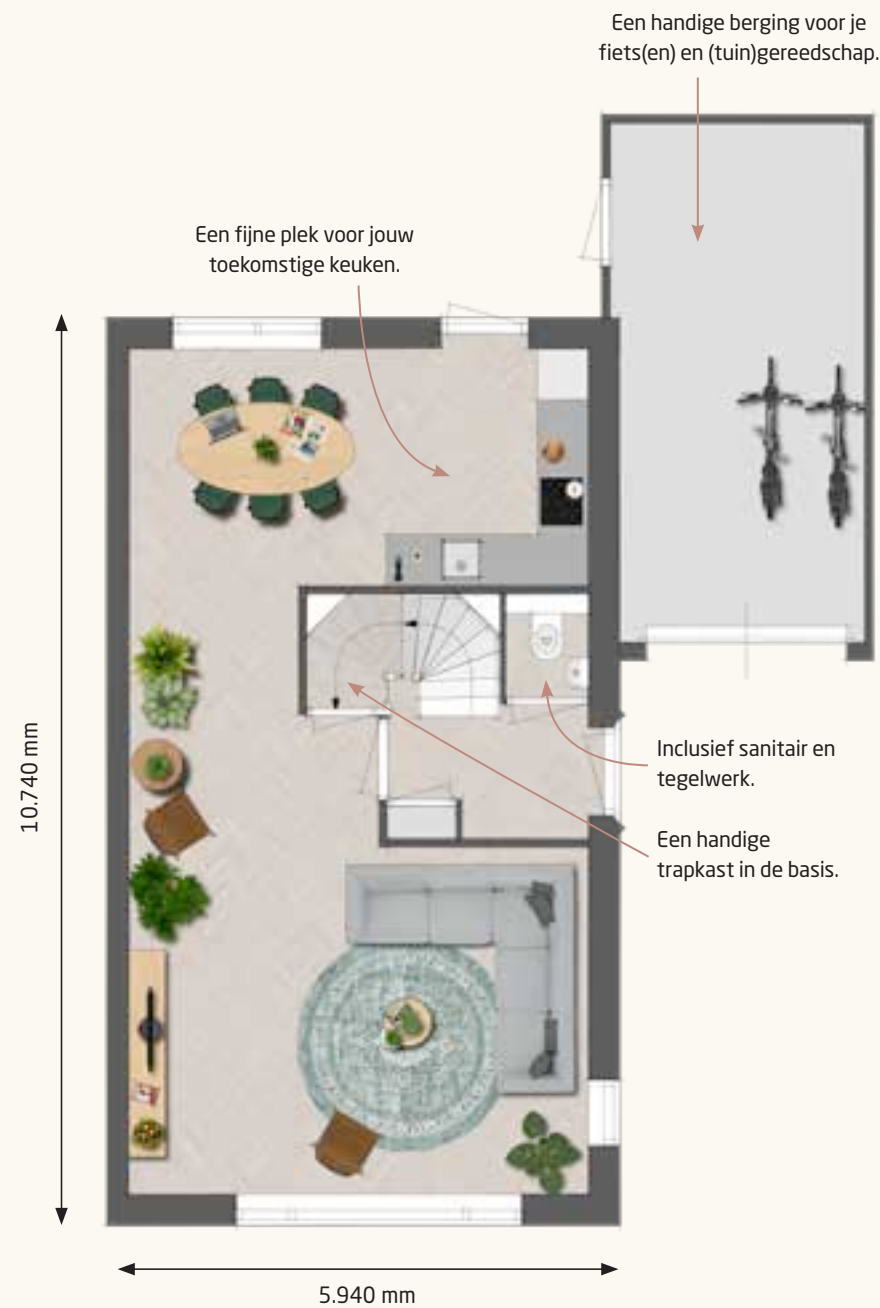 Een handige berging voor je
fiets(en) en (tuin)gereedschap.
Een fijne plek voor jouw
toekomstige keuken.
10.740 mm
Inclusief sanitair en
tegelwerk.
Een handige
trapkast in de basis.
5.940 mm